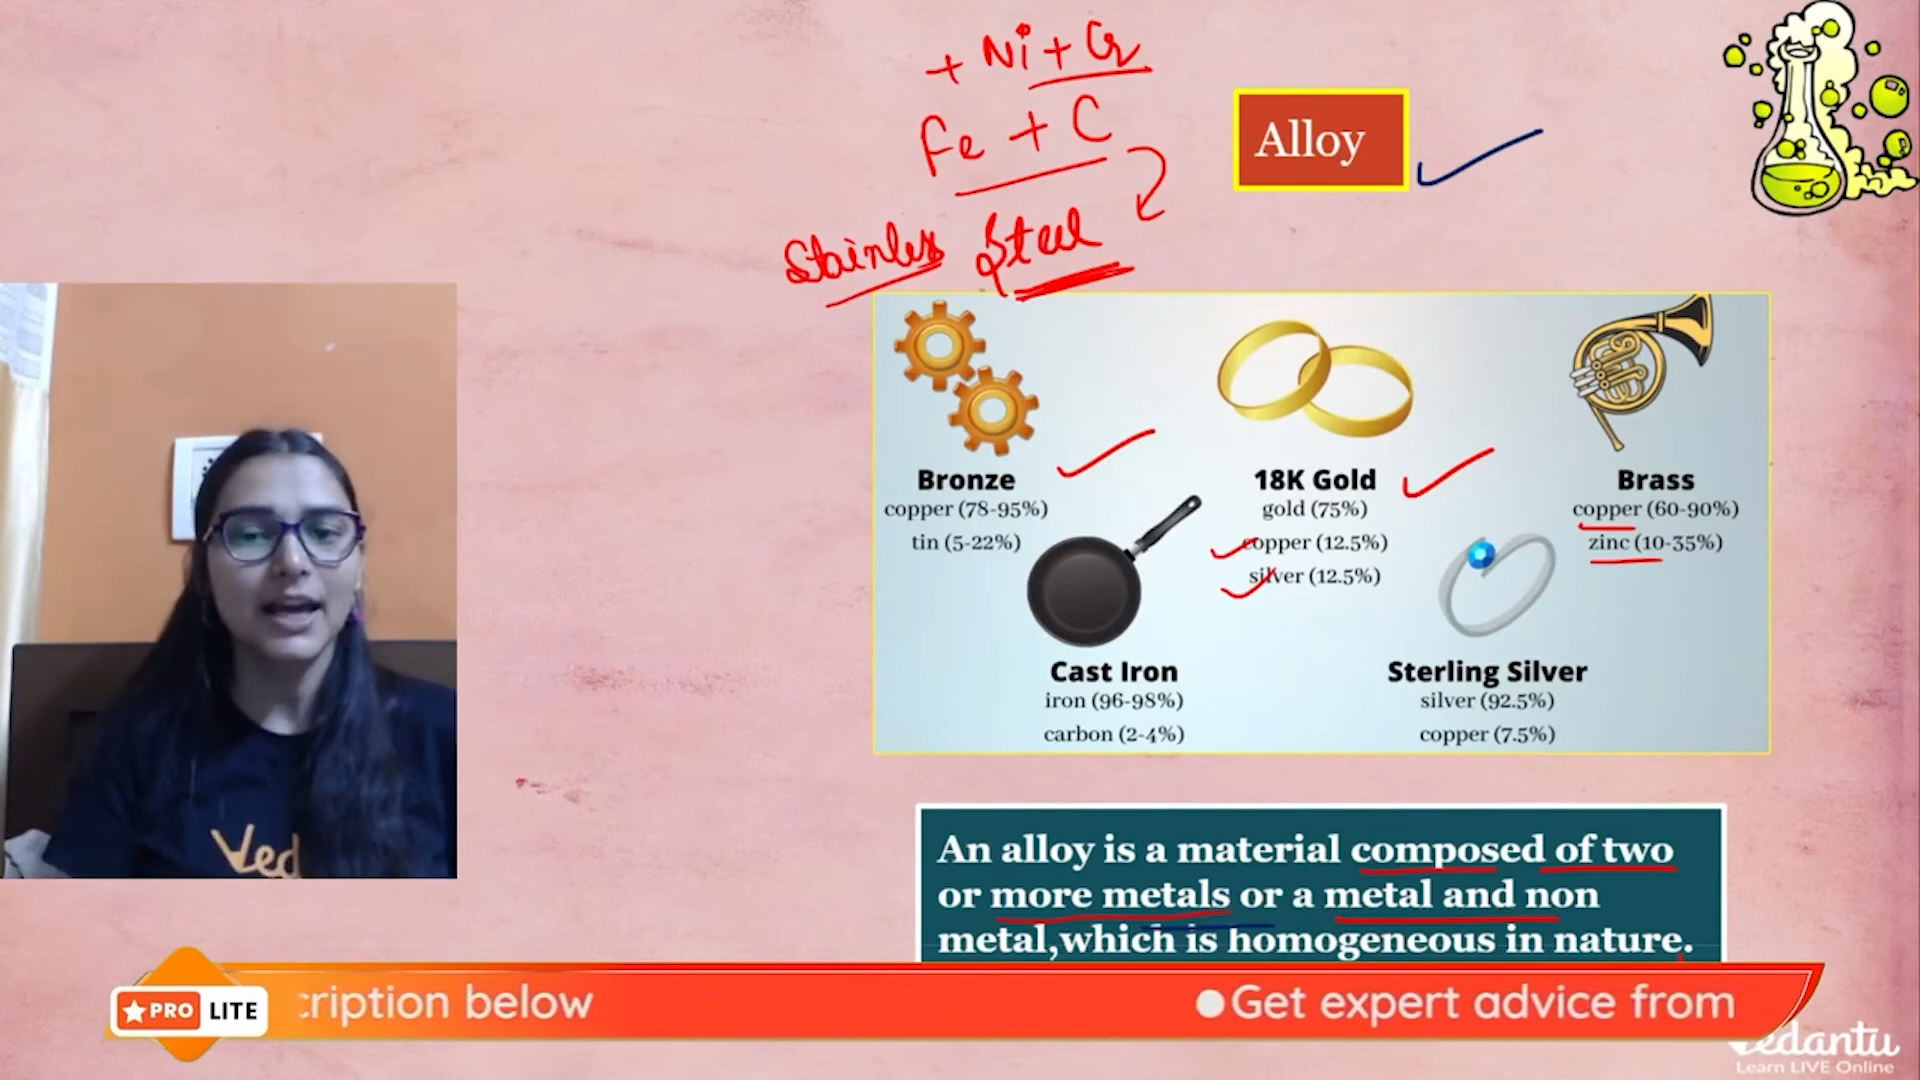 + Ni + Cr
Fe + C
Stainless Steel
Alloy
Bronze
copper (78-95%)
tin (5-22%)
18K Gold
gold (75%)
copper (12.5%)
silver (12.5%)
Brass
copper (60-90%)
zinc (10-35%)
Cast Iron
iron (96-98%)
carbon (2-4%)
Sterling Silver
silver (92.5%)
copper (7.5%)
Ved
An alloy is a material composed of two
or more metals or a metal and non
metal,which is homogeneous in nature.
PRO LITE
cription below
Get expert advice from
Vedantu
Learn LIVE Online